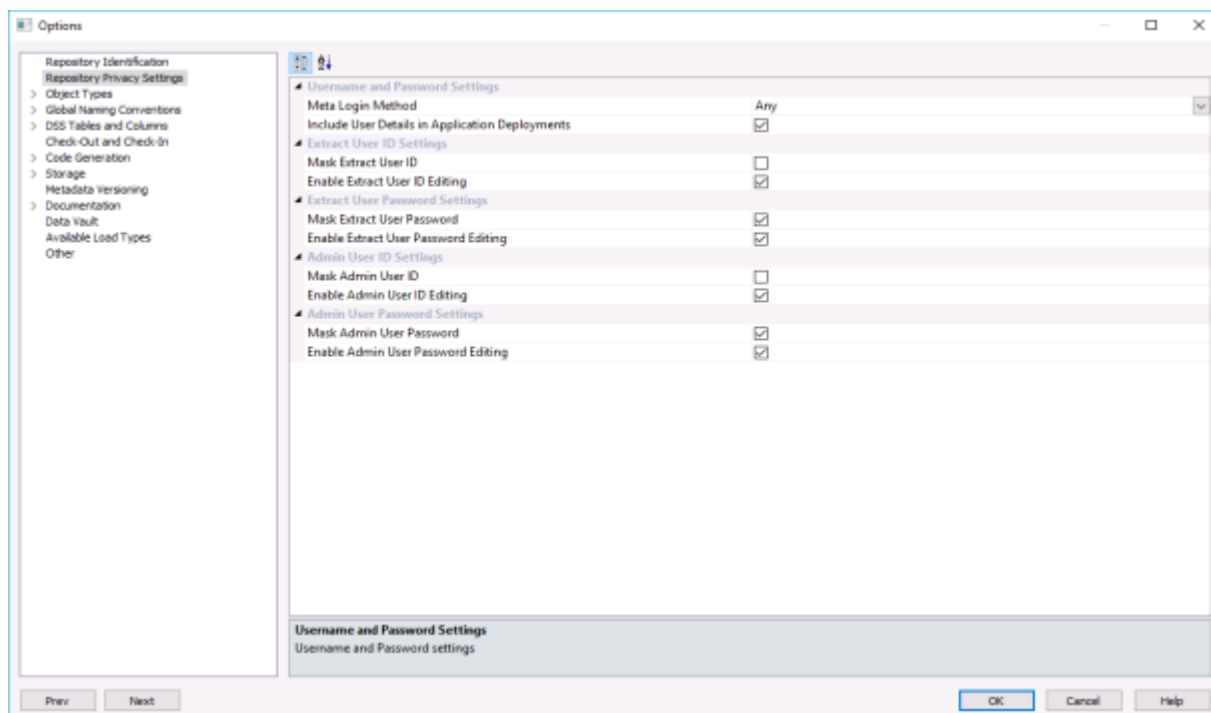 Options
Repository Identification
Repository Privacy Settings
Object Types
Global Naming Conventions
DSS Tables and Columns
Check-Out and Check-In
Code Generation
Storage
Metadata Versioning
Documentation
Data Vault
Available Load Types
Other
Username and Password Settings
Meta Login Method Any
Include User Details in Application Deployments
Extract User ID Settings
Mask Extract User ID
Enable Extract User ID Editing
Extract User Password Settings
Mask Extract User Password
Enable Extract User Password Editing
Admin User ID Settings
Mask Admin User ID
Enable Admin User ID Editing
Admin User Password Settings
Mask Admin User Password
Enable Admin User Password Editing
Username and Password Settings
Username and Password settings
Prev Next OK Cancel Help